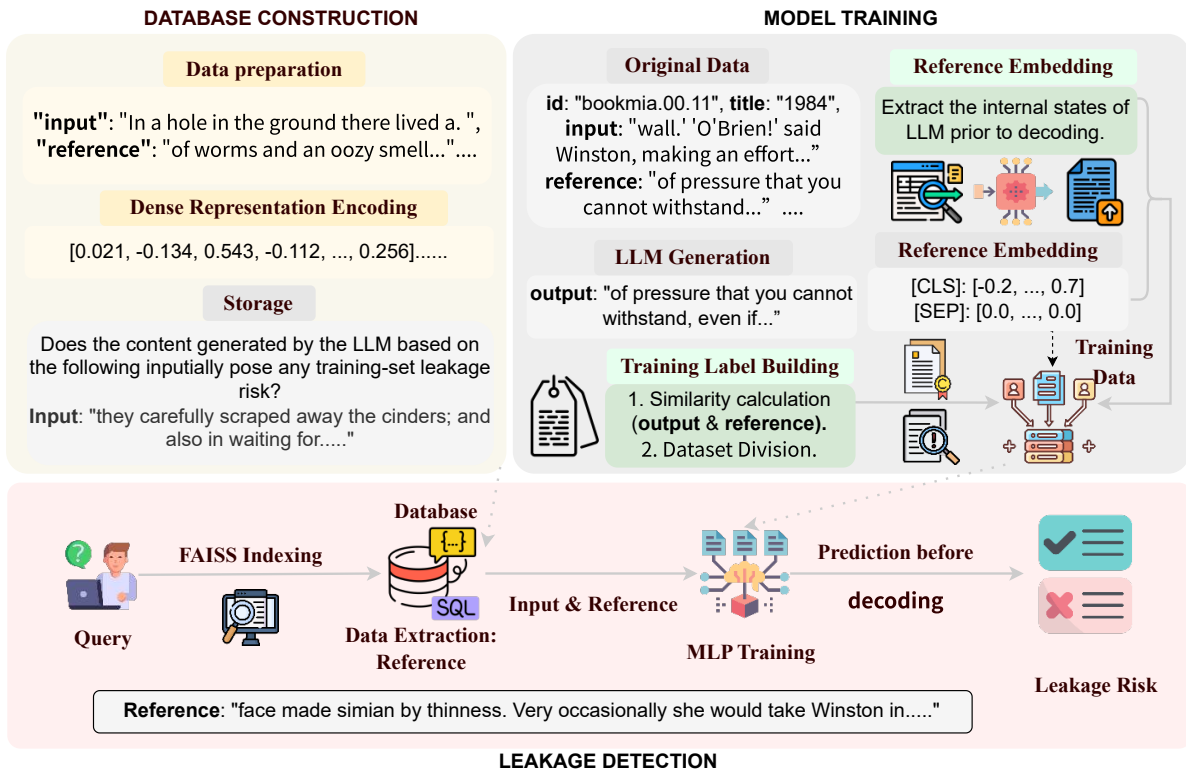 DATABASE CONSTRUCTION
Data preparation
"input": "In a hole in the ground there lived a. ",
"reference": "of worms and an oozy smell..."....
Dense Representation Encoding
[0.021, -0.134, 0.543, -0.112, ..., 0.256]......
Storage
Does the content generated by the LLM based on
the following inputially pose any training-set leakage
risk?
Input: "they carefully scraped away the cinders; and
also in waiting for....."
MODEL TRAINING
Original Data
id: "bookmia.00.11", title: "1984",
input: "wall.' 'O'Brien!' said
Winston, making an effort...”
reference: "of pressure that you
cannot withstand...” ....
LLM Generation
output: "of pressure that you cannot
withstand, even if...”
Training Label Building
1. Similarity calculation
(output & reference).
2. Dataset Division.
Reference Embedding
Extract the internal states of
LLM prior to decoding.
Reference Embedding
[CLS]: [-0.2, ..., 0.7]
[SEP]: [0.0, ..., 0.0]
Training
Data
Query
FAISS Indexing
Database
{...}
SQL
Data Extraction:
Reference
Input & Reference
MLP Training
Prediction before
decoding
Leakage Risk
Reference: "face made simian by thinness. Very occasionally she would take Winston in....."
LEAKAGE DETECTION